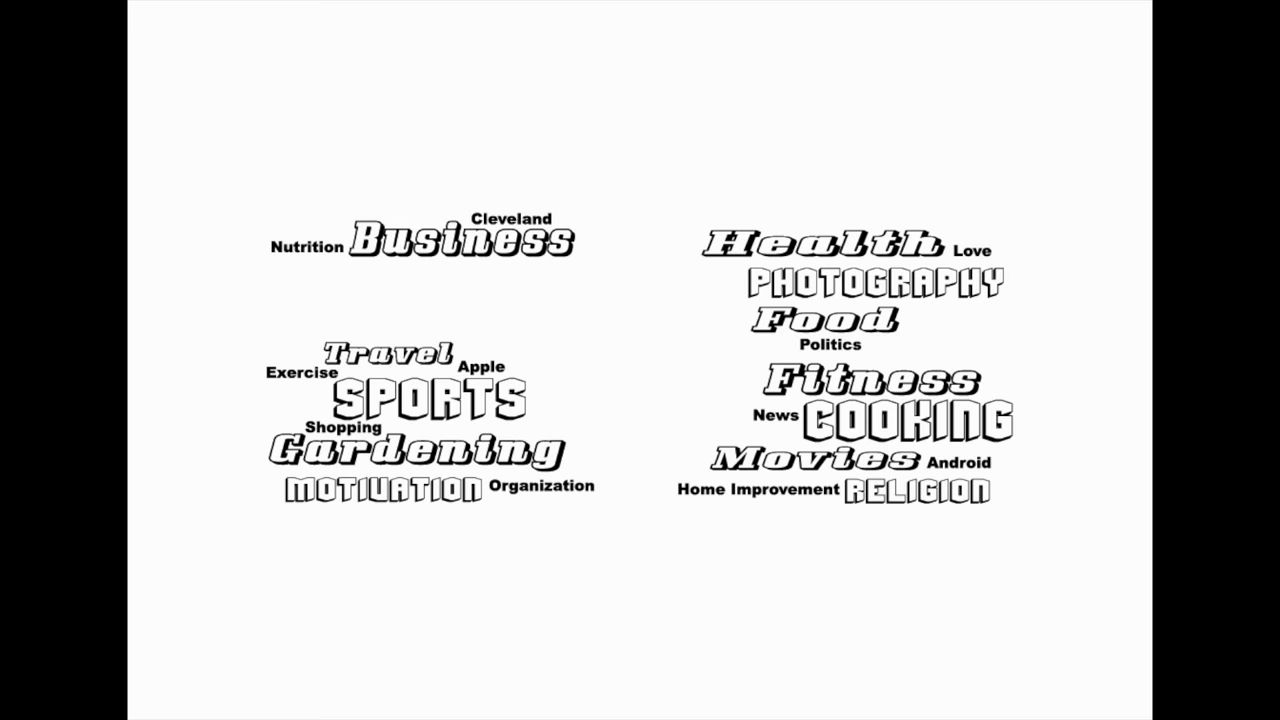 Cleveland
Nutrition Business
Travel
Exercise Apple
SPORTS
Shopping
Gardening
MOTIVATION Organization
Health Love
PHOTOGRAPHY
Food
Politics
Fitness
News COOKING
Movies Android
Home Improvement RELIGION